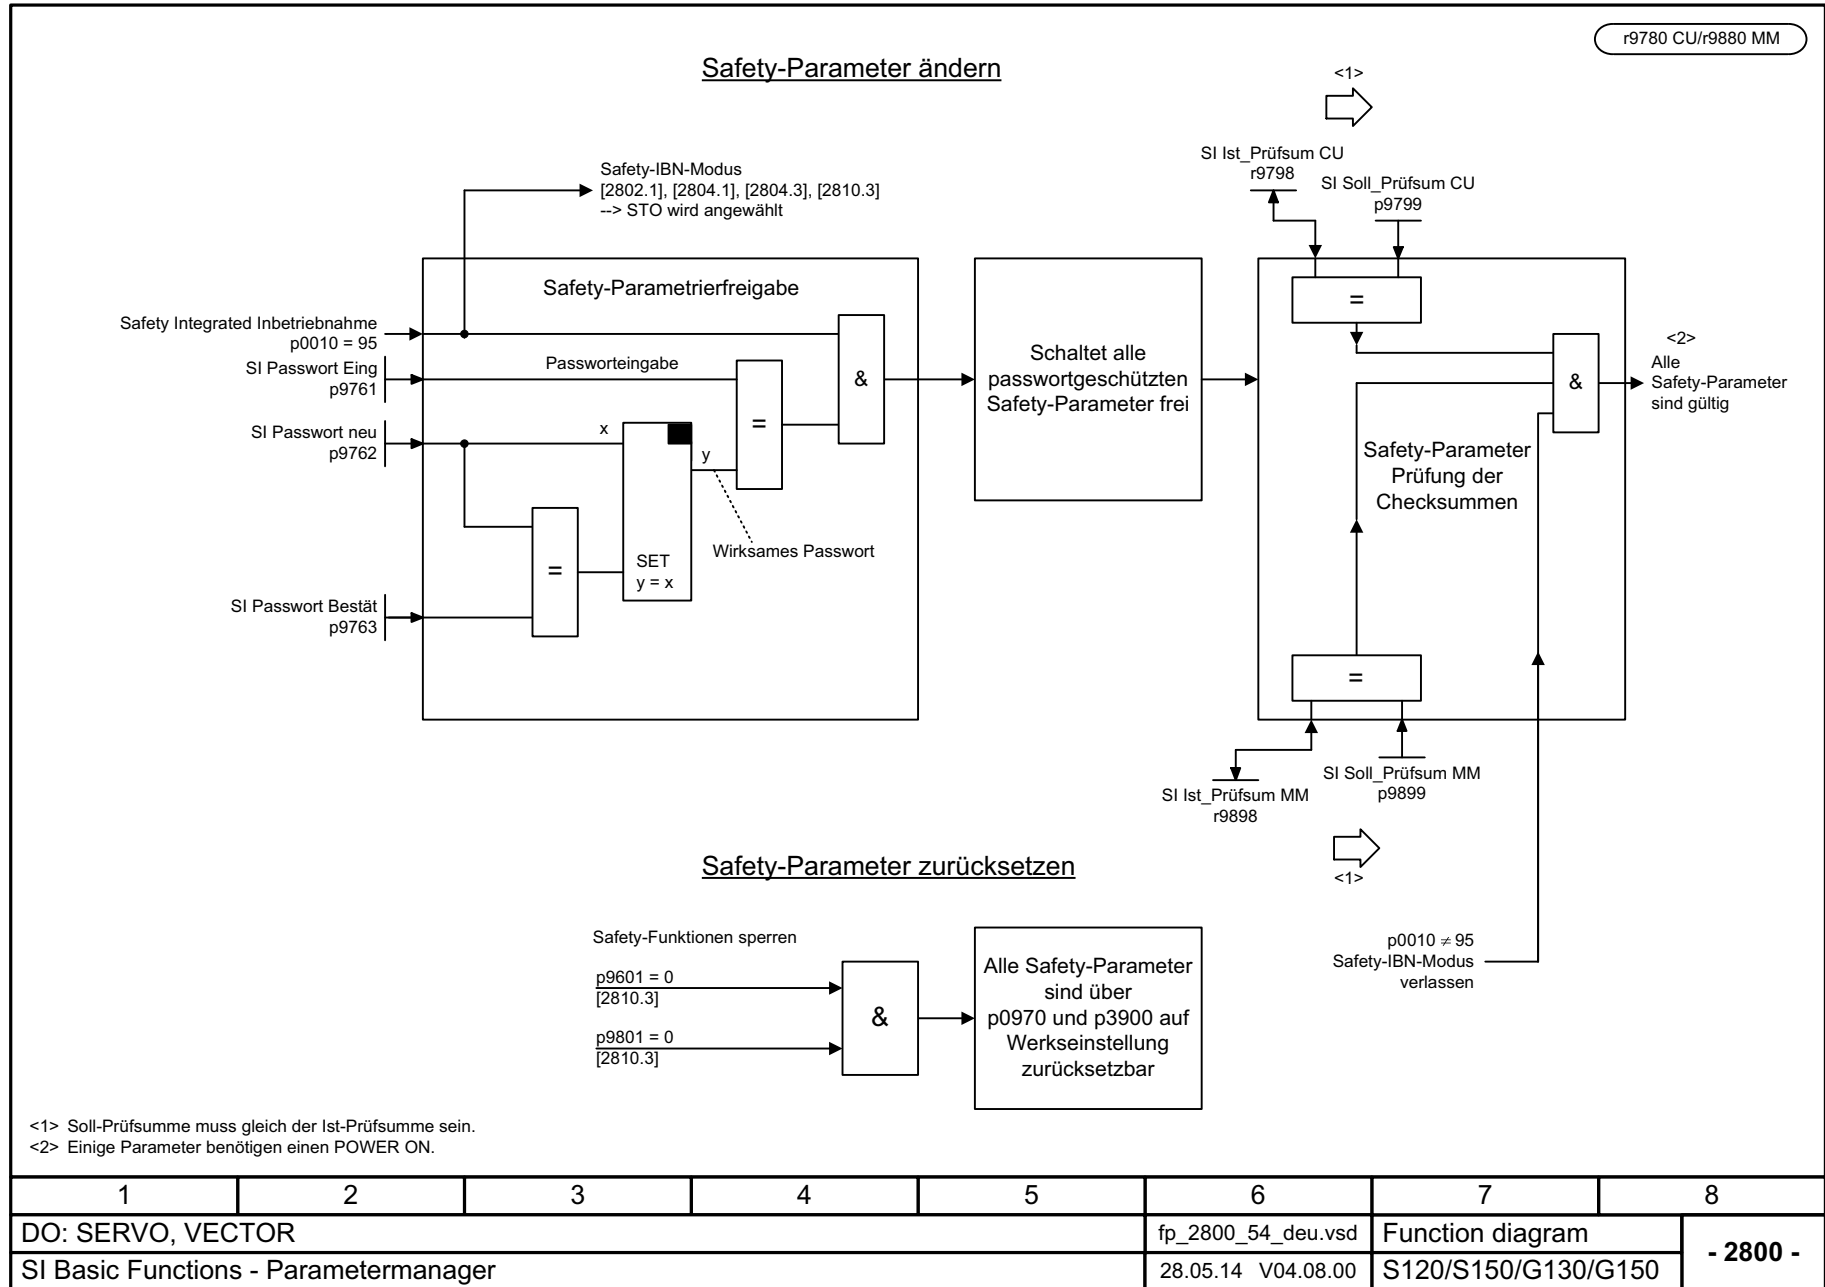 r9780 CU/r9880 MM
Safety-Parameter ändern
<1>
SI Ist_Prüfsum CU
r9798
SI Soll_Prüfsum CU
p9799
Safety-IBN-Modus
[2802.1], [2804.1], [2804.3], [2810.3]
--> STO wird angewählt
Safety-Parametrierfreigabe
Safety Integrated Inbetriebnahme
p0010 = 95
SI Passwort Eing
p9761
Passworteingabe
SI Passwort neu
p9762
x
y
=
&
SET
y = x
=
Wirksames Passwort
SI Passwort Bestät
p9763
Schaltet alle
passwortgeschützten
Safety-Parameter frei
=
&
<2>
Alle
Safety-Parameter
sind gültig
Safety-Parameter
Prüfung der
Checksummen
=
SI Ist_Prüfsum MM
r9898
SI Soll_Prüfsum MM
p9899
<1>
p0010 ≠ 95
Safety-IBN-Modus
verlassen
Safety-Parameter zurücksetzen
Safety-Funktionen sperren
p9601 = 0
[2810.3]
p9801 = 0
[2810.3]
&
Alle Safety-Parameter
sind über
p0970 und p3900 auf
Werkseinstellung
zurücksetzbar
<1> Soll-Prüfsumme muss gleich der Ist-Prüfsumme sein.
<2> Einige Parameter benötigen einen POWER ON.
1 2 3 4 5 6 7 8
DO: SERVO, VECTOR
fp_2800_54_deu.vsd
Function diagram
- 2800 -
SI Basic Functions - Parametermanager
28.05.14 V04.08.00
S120/S150/G130/G150